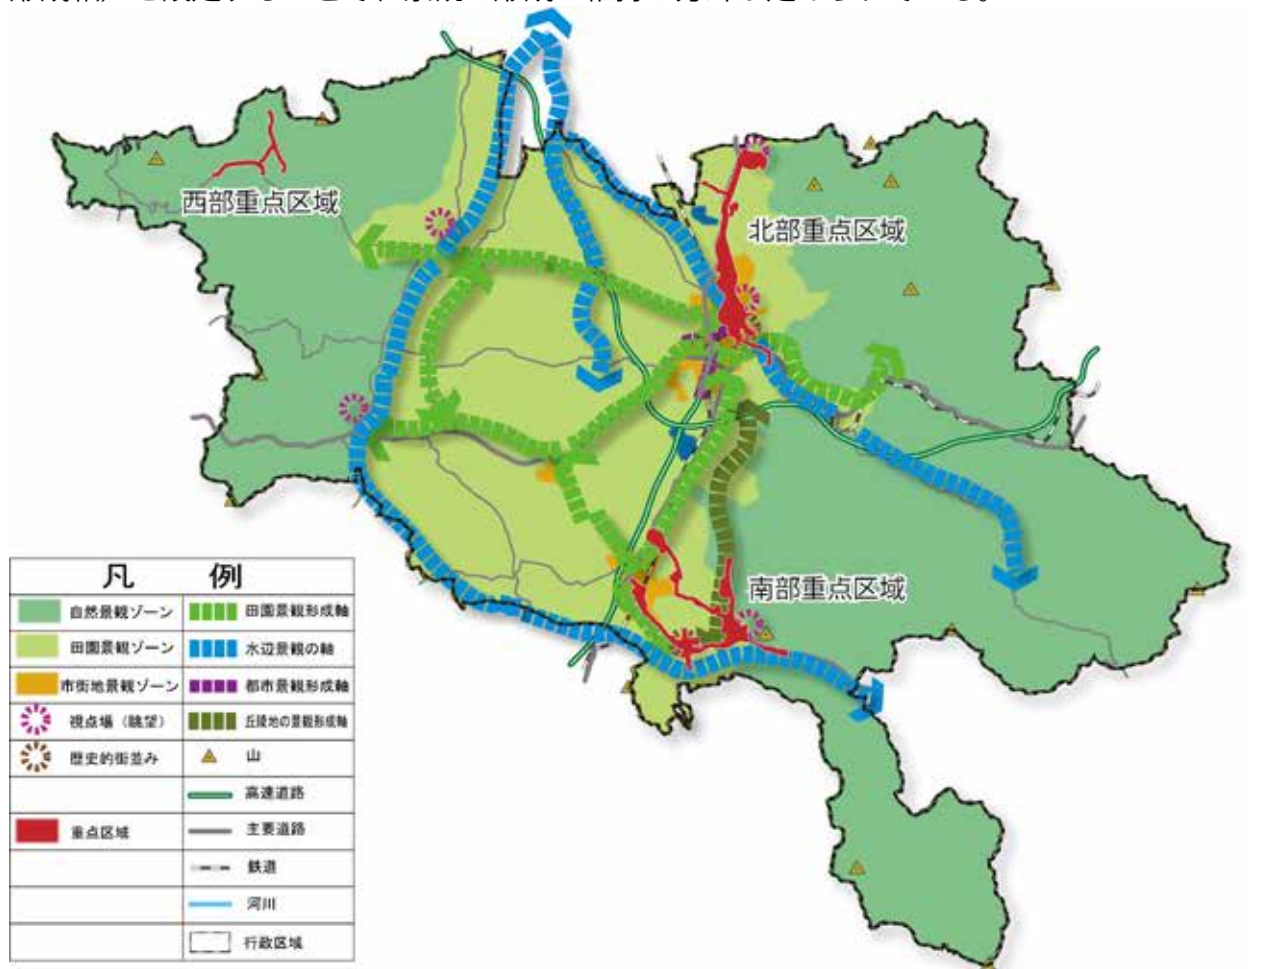 西部重点区域
北部重点区域
南部重点区域
凡 例
自然景観ゾーン 田園景観形成軸
田園景観ゾーン 水辺景観の軸
市街地景観ゾーン 都市景観形成軸
視点場（眺望） 丘陵地の景観形成軸
歴史的街並み 山
高速道路
重点区域 主要道路
鉄道
河川
行政区域